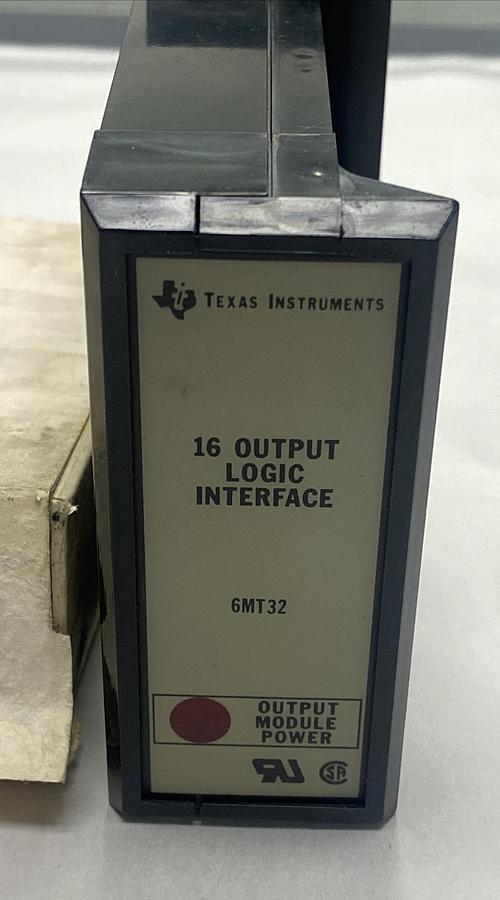 TEXAS INSTRUMENTS
16 OUTPUT
LOGIC
INTERFACE
6MT32
OUTPUT
MODULE
POWER